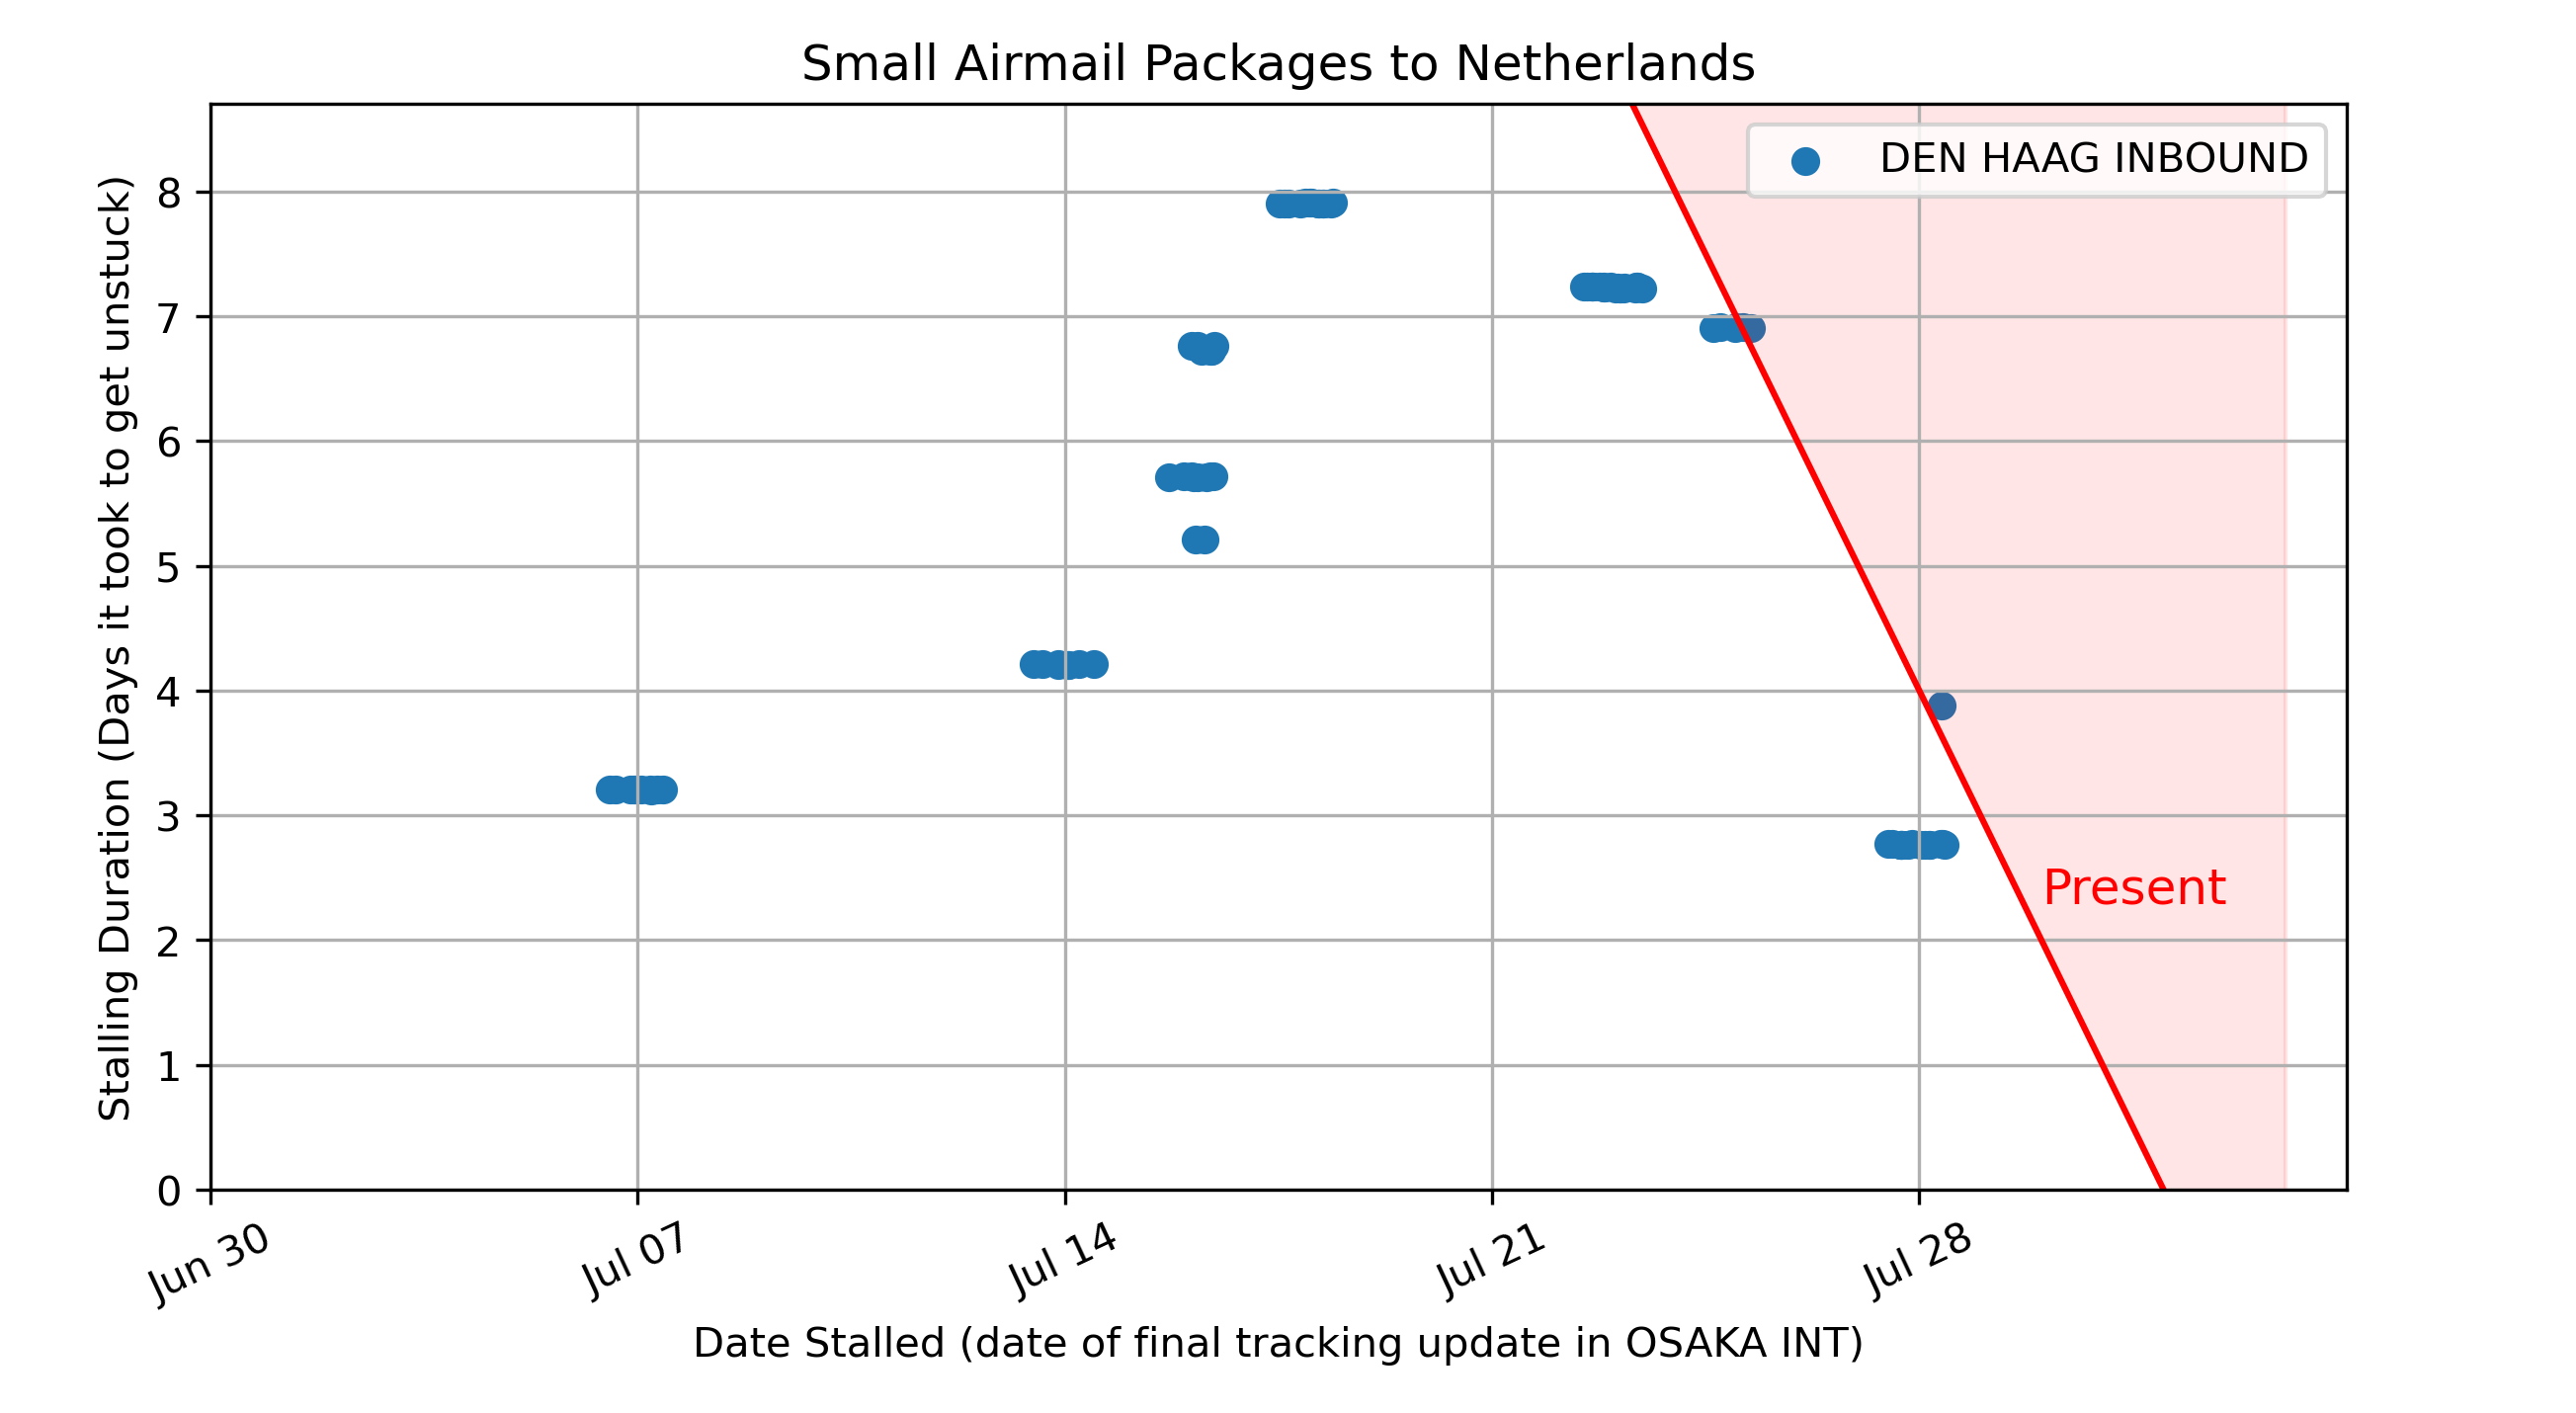 Small Airmail Packages to Netherlands
DEN HAAG INBOUND
Stalling Duration (Days it took to get unstuck)
8
7
6
5
4
3
2
1
0
Present
Jun 30
Jul 07
Jul 14
Jul 21
Jul 28
Date Stalled (date of final tracking update in OSAKA INT)